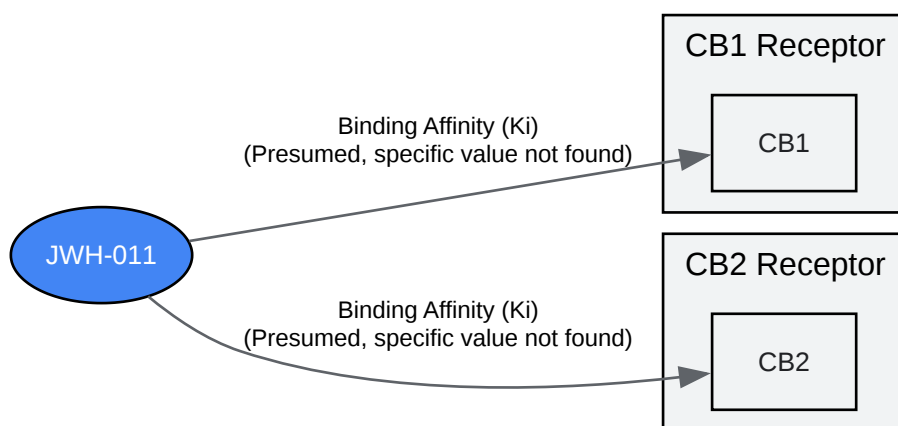 CB1 Receptor
Binding Affinity (Ki)
(Presumed, specific value not found)
CB1
JWH-011
CB2 Receptor
Binding Affinity (Ki)
(Presumed, specific value not found)
CB2